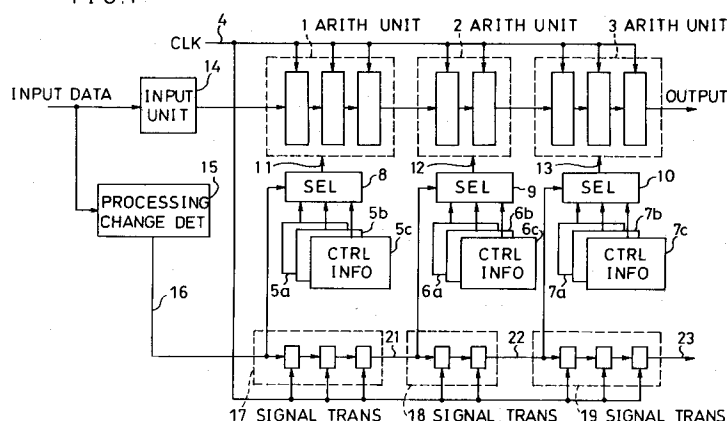 FIG.1
4
1 ARITH UNIT
2 ARITH UNIT
3 ARITH UNIT
CLK
14
INPUT DATA
INPUT UNIT
OUTPUT
11
12
13
15
SEL
8
SEL
9
SEL
10
PROCESSING CHANGE DET
5b
5c
6b
6c
7b
7c
CTRL INFO
CTRL INFO
CTRL INFO
5a
6a
7a
16
21
22
23
17 SIGNAL TRANS
18 SIGNAL TRANS
19 SIGNAL TRANS